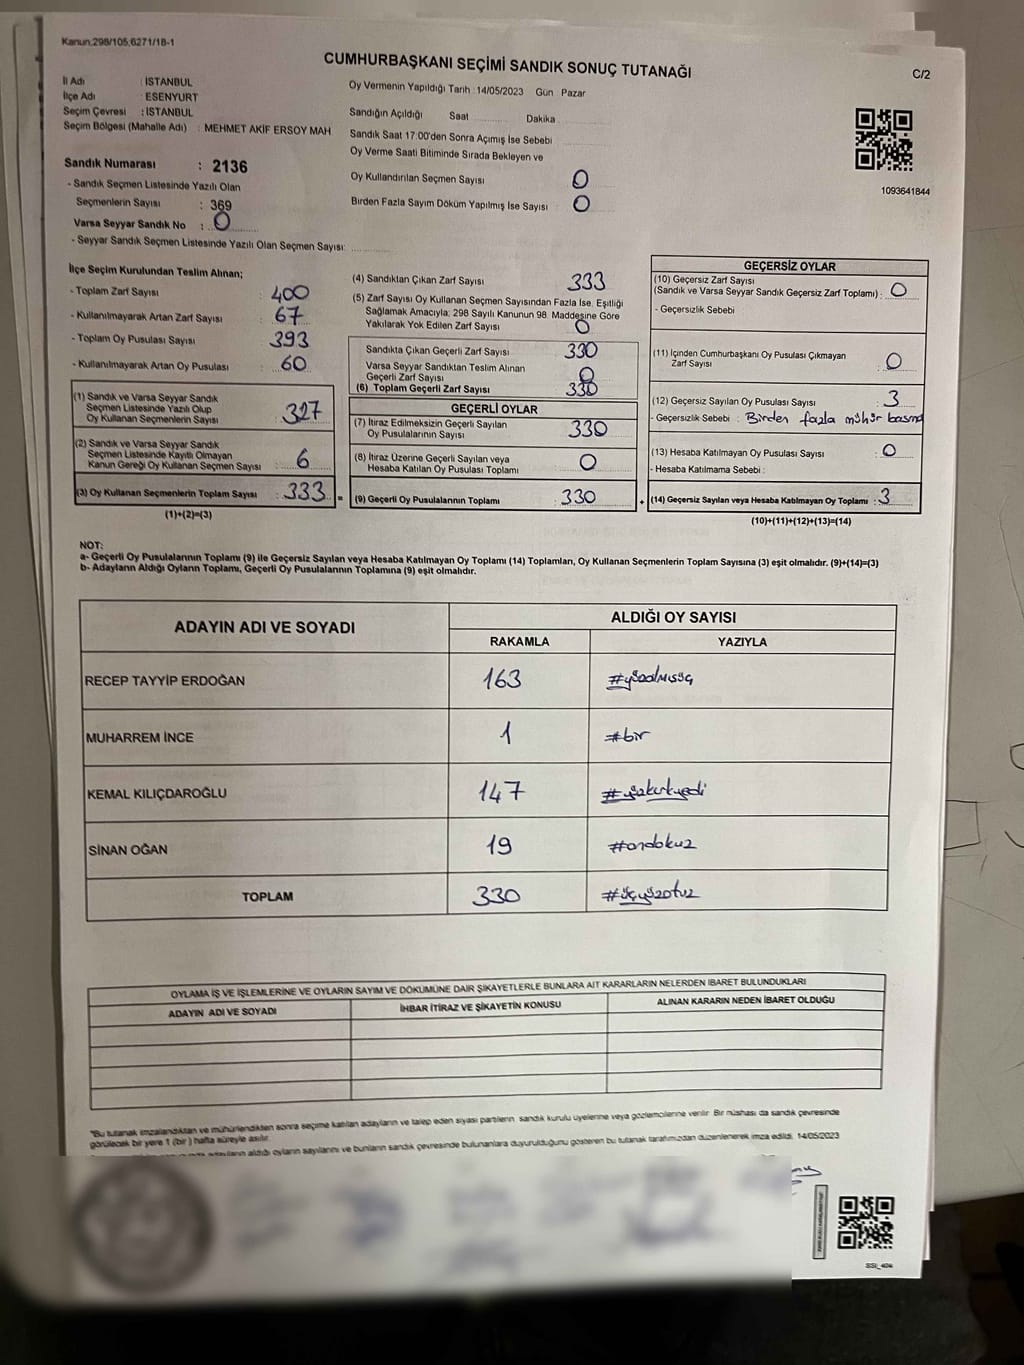 Kanun;298/105;6271/18-1
CUMHURBAŞKANI SEÇİMİ SANDIK SONUÇ TUTANAĞI
C/2
İl Adı : İSTANBUL
İlçe Adı : ESENYURT
Seçim Çevresi : İSTANBUL
Seçim Bölgesi (Mahalle Adı) : MEHMET AKİF ERSOY MAH
Sandık Numarası : 2136
- Sandık Seçmen Listesinde Yazılı Olan
Seçmenlerin Sayısı : 369
Varsa Seyyar Sandık No : 0
- Seyyar Sandık Seçmen Listesinde Yazılı Olan Seçmen Sayısı:
Oy Vermenin Yapıldığı Tarih : 14/05/2023 Gün Pazar
Sandığın Açıldığı Saat Dakika
Sandık Saat 17:00'den Sonra Açımış İse Sebebi
Oy Verme Saati Bitiminde Sırada Bekleyen ve
Oy Kullandırılan Seçmen Sayısı 0
Birden Fazla Sayım Döküm Yapılmış İse Sayısı 0
1093641844
İlçe Seçim Kurulundan Teslim Alınan;
- Toplam Zarf Sayısı : 400
- Kullanılmayarak Artan Zarf Sayısı : 67
- Toplam Oy Pusulası Sayısı : 393
- Kullanılmayarak Artan Oy Pusulası : 60
(1) Sandık ve Varsa Seyyar Sandık
Seçmen Listesinde Yazılı Olup
Oy Kullanan Seçmenlerin Sayısı : 327
(2) Sandık ve Varsa Seyyar Sandık
Seçmen Listesinde Kayıtlı Olmayan
Kanun Gereği Oy Kullanan Seçmen Sayısı : 6
(3) Oy Kullanan Seçmenlerin Toplam Sayısı : 333 =
(1)+(2)=(3)
(4) Sandıktan Çıkan Zarf Sayısı 333
(5) Zarf Sayısı Oy Kullanan Seçmen Sayısından Fazla İse, Eşitliği
Sağlamak Amacıyla; 298 Sayılı Kanunun 98. Maddesine Göre
Yakılarak Yok Edilen Zarf Sayısı 0
Sandıkta Çıkan Geçerli Zarf Sayısı 330
Varsa Seyyar Sandıktan Teslim Alınan
Geçerli Zarf Sayısı 0
(6) Toplam Geçerli Zarf Sayısı 330
GEÇERLİ OYLAR
(7) İtiraz Edilmeksizin Geçerli Sayılan
Oy Pusulalarının Sayısı : 330
(8) İtiraz Üzerine Geçerli Sayılan veya
Hesaba Katılan Oy Pusulası Toplamı : 0
(9) Geçerli Oy Pusulalarının Toplamı : 330 +
GEÇERSİZ OYLAR
(10) Geçersiz Zarf Sayısı
(Sandık ve Varsa Seyyar Sandık Geçersiz Zarf Toplamı) : 0
- Geçersizlik Sebebi
(11) İçinden Cumhurbaşkanı Oy Pusulası Çıkmayan
Zarf Sayısı : 0
(12) Geçersiz Sayılan Oy Pusulası Sayısı : 3
- Geçersizlik Sebebi : Birden fazla mühür basma
(13) Hesaba Katılmayan Oy Pusulası Sayısı : 0
- Hesaba Katılmama Sebebi :
(14) Geçersiz Sayılan veya Hesaba Katılmayan Oy Toplamı : 3
(10)+(11)+(12)+(13)=(14)
NOT:
a- Geçerli Oy Pusulalarının Toplamı (9) ile Geçersiz Sayılan veya Hesaba Katılmayan Oy Toplamı (14) Toplamları, Oy Kullanan Seçmenlerin Toplam Sayısına (3) eşit olmalıdır. (9)+(14)=(3)
b- Adayların Aldığı Oyların Toplamı, Geçerli Oy Pusulalarının Toplamına (9) eşit olmalıdır.
ADAYIN ADI VE SOYADI
ALDIĞI OY SAYISI
RAKAMLA YAZIYLA
RECEP TAYYİP ERDOĞAN 163 #yüzalmışüç
MUHARREM İNCE 1 #bir
KEMAL KILIÇDAROĞLU 147 #yüzkırkyedi
SİNAN OĞAN 19 #ondokuz
TOPLAM 330 #üçyüzotuz
OYLAMA İŞ VE İŞLEMLERİNE VE OYLARIN SAYIM VE DÖKÜMÜNE DAİR ŞİKAYETLERLE BUNLARA AİT KARARLARIN NELERDEN İBARET BULUNDUKLARI
ADAYIN ADI VE SOYADI İHBAR İTİRAZ VE ŞİKAYETİN KONUSU ALINAN KARARIN NEDEN İBARET OLDUĞU
"Bu tutanak imzalandıktan ve mühürlendikten sonra seçime katılan adayların ve talep eden siyasi partilerin sandık kurulu üyelerine veya gözlemcilerine verilir. Bir nüshası da sandık çevresinde
görülecek bir yere 1 (bir ) hafta süreyle asılır.
adayların aldığı oyların sayılarını ve bunların sandık çevresinde bulunanlara duyurulduğunu gösteren bu tutanak tarafımızdan düzenlenerek imza edildi. 14/05/2023
SSI_404